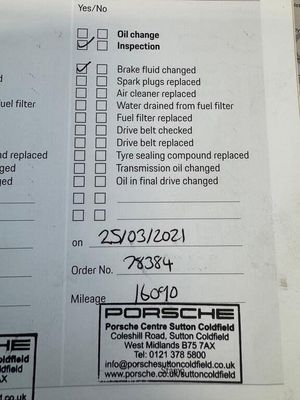 Yes/No
Oil change
Inspection
Brake fluid changed
Spark plugs replaced
Air cleaner replaced
Water drained from fuel filter
Fuel filter replaced
Drive belt checked
Drive belt replaced
Tyre sealing compound replaced
Transmission oil changed
Oil in final drive changed
on 25/03/2021
Order No. 78384
Mileage 16090
PORSCHE
Porsche Centre Sutton Coldfield
Coleshill Road, Sutton Coldfield
West Midlands B75 7AX
Tel: 0121 378 5800
info@porschesuttoncoldfield.co.uk
www.porsche.co.uk/suttoncoldfield
uel filter
nd replaced
ged
ged
oldfield
oldfield
AX
o.uk